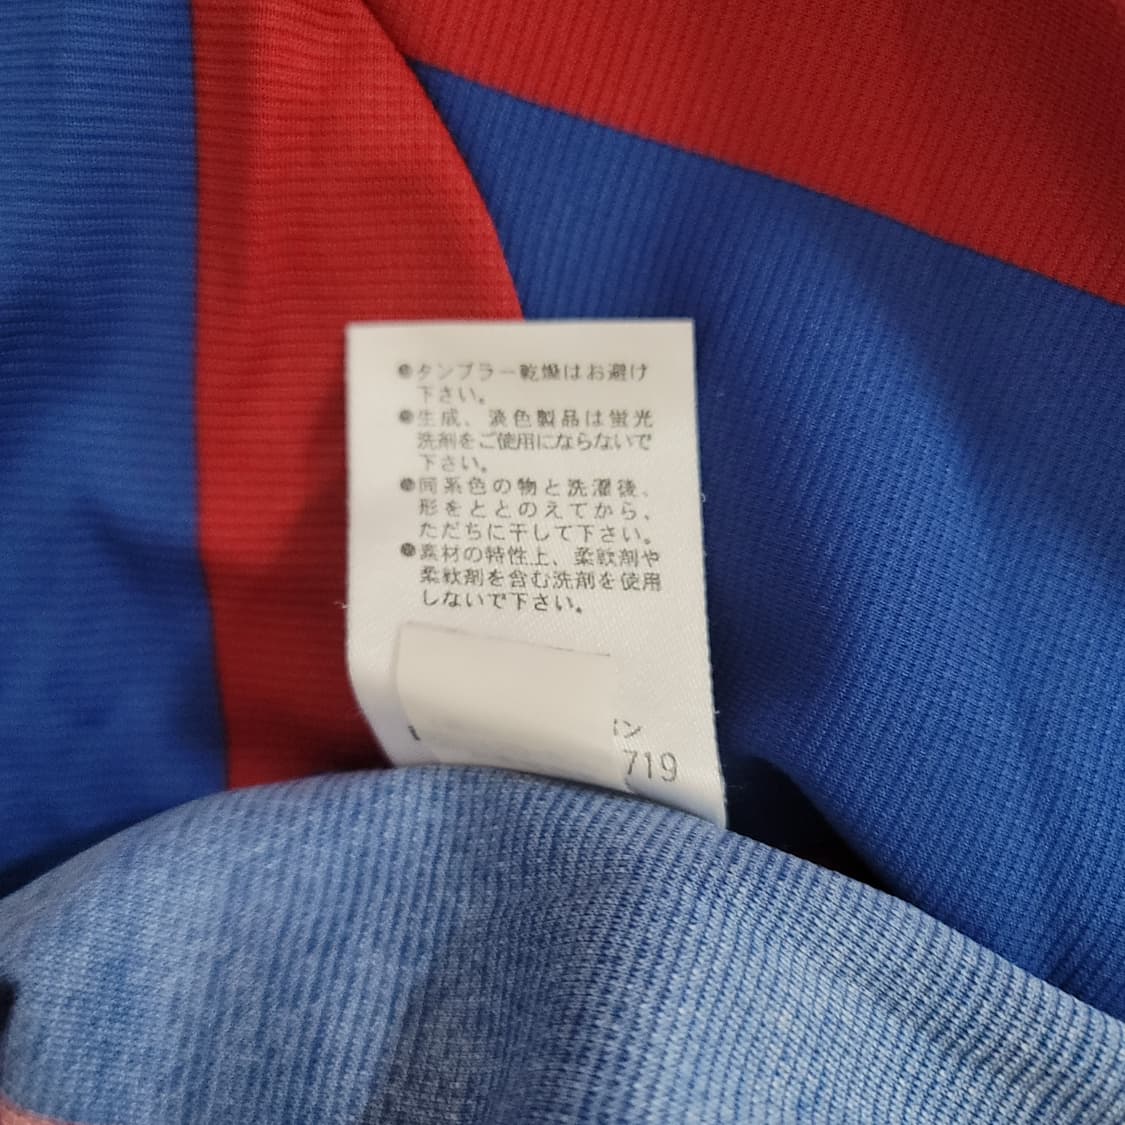 ●タンブラー乾燥はお避け
下さい。
●生成、淡色製品は蛍光
洗剤をご使用にならないで
下さい。
●同系色の物と洗濯後、
形をととのえてから、
ただちに干して下さい。
●素材の特性上、柔軟剤や
柔軟剤を含む洗剤を使用
しないで下さい。
ン
719